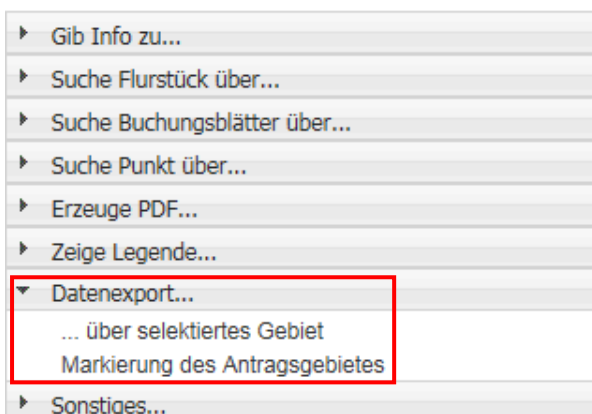 Gib Info zu...
Suche Flurstück über...
Suche Buchungsblätter über...
Suche Punkt über...
Erzeuge PDF...
Zeige Legende...
Datenexport...
... über selektiertes Gebiet
Markierung des Antragsgebietes
Sonstiges...